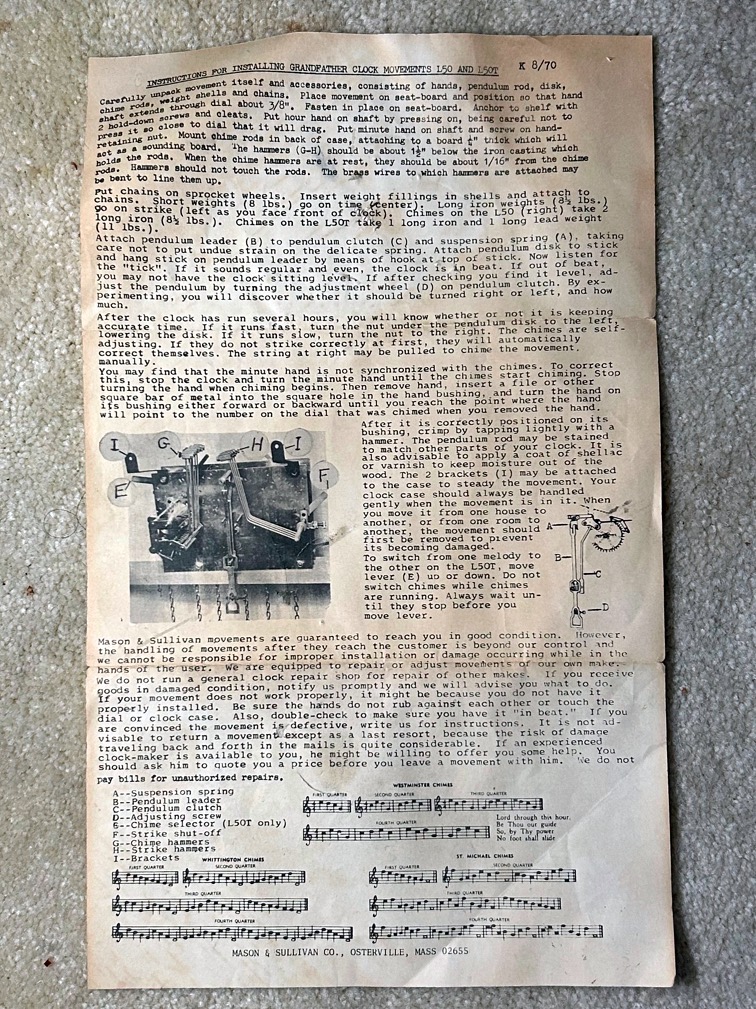 INSTRUCTIONS FOR INSTALLING GRANDFATHER CLOCK MOVEMENTS L50 AND L50T K 8/70
Carefully unpack movement itself and accessories, consisting of hands, pendulum rod, disk,
chime rods, weight shells and chains. Place movement on seat-board and position so that hand
shaft extends through dial about 3/8". Fasten in place on seat-board. Anchor to shelf with
2 hold-down screws and cleats. Put hour hand on shaft by pressing on, being careful not to
press it so close to dial that it will drag. Put minute hand on shaft and screw on hand-
retaining nut. Mount chime rods in back of case, attaching to a board ½" thick which will
act as a sounding board. The hammers (G-H) should be about 1½" below the iron casting which
holds the rods. When the chime hammers are at rest, they should be about 1/16" from the chime
rods. Hammers should not touch the rods. The brass wires to which hammers are attached may
be bent to line them up.
Put chains on sprocket wheels. Insert weight fillings in shells and attach to
chains. Short weights (8 lbs.) go on time (center). Long iron weights (8½ lbs.)
go on strike (left as you face front of clock). Chimes on the L50 (right) take 2
long iron (8½ lbs.). Chimes on the L50T take 1 long iron and 1 long lead weight
(11 lbs.).
Attach pendulum leader (B) to pendulum clutch (C) and suspension spring (A), taking
care not to put undue strain on the delicate spring. Attach pendulum disk to stick
and hang stick on pendulum leader by means of hook at top of stick. Now listen for
the "tick". If it sounds regular and even, the clock is in beat. If out of beat,
you may not have the clock sitting level. If after checking you find it level, ad-
just the pendulum by turning the adjustment wheel (D) on pendulum clutch. By ex-
perimenting, you will discover whether it should be turned right or left, and how
much.
After the clock has run several hours, you will know whether or not it is keeping
accurate time. If it runs fast, turn the nut under the pendulum disk to the left,
lowering the disk. If it runs slow, turn the nut to the right. The chimes are self-
adjusting. If they do not strike correctly at first, they will automatically
correct themselves. The string at right may be pulled to chime the movement.
manually.
You may find that the minute hand is not synchronized with the chimes. To correct
this, stop the clock and turn the minute hand until the chimes start chiming. Stop
turning the hand when chiming begins. Then remove hand, insert a file or other
square bar of metal into the square hole in the hand bushing, and turn the hand on
its bushing either forward or backward until you reach the point where the hand
will point to the number on the dial that was chimed when you removed the hand.
After it is correctly positioned on its
bushing, crimp by tapping lightly with a
hammer. The pendulum rod may be stained
to match other parts of your clock. It is
also advisable to apply a coat of shellac
or varnish to keep moisture out of the
wood. The 2 brackets (I) may be attached
to the case to steady the movement. Your
clock case should always be handled
gently when the movement is in it. When
you move it from one house to
another, or from one room to
another, the movement should
first be removed to prevent
its becoming damaged.
To switch from one melody to
the other on the L50T, move
lever (E) up or down. Do not
switch chimes while chimes
are running. Always wait un-
til they stop before you
move lever.
I G H I
E F
A
B
C
D
Mason & Sullivan movements are guaranteed to reach you in good condition. However,
the handling of movements after they reach the customer is beyond our control and
we cannot be responsible for improper installation or damage occurring while in the
hands of the user. We are equipped to repair or adjust movements of our own make.
We do not run a general clock repair shop for repair of other makes. If you receive
goods in damaged condition, notify us promptly and we will advise you what to do.
If your movement does not work properly, it might be because you do not have it
properly installed. Be sure the hands do not rub against each other or touch the
dial or clock case. Also, double-check to make sure you have it "in beat." If you
are convinced the movement is defective, write us for instructions. It is not ad-
visable to return a movement except as a last resort, because the risk of damage
traveling back and forth in the mails is quite considerable. If an experienced
clock-maker is available to you, he might be willing to offer you some help. You
should ask him to quote you a price before you leave a movement with him. We do not
pay bills for unauthorized repairs.
A--Suspension spring
B--Pendulum leader
C--Pendulum clutch
D--Adjusting screw
E--Chime selector (L50T only)
F--Strike shut-off
G--Chime hammers
H--Strike hammers
I--Brackets
WESTMINSTER CHIMES
FIRST QUARTER SECOND QUARTER THIRD QUARTER
FOURTH QUARTER
Lord through this hour,
Be Thou our guide
So, by Thy power
No foot shall slide
WHITTINGTON CHIMES
FIRST QUARTER SECOND QUARTER
THIRD QUARTER
FOURTH QUARTER
ST. MICHAEL CHIMES
FIRST QUARTER SECOND QUARTER
THIRD QUARTER
FOURTH QUARTER
MASON & SULLIVAN CO., OSTERVILLE, MASS 02655